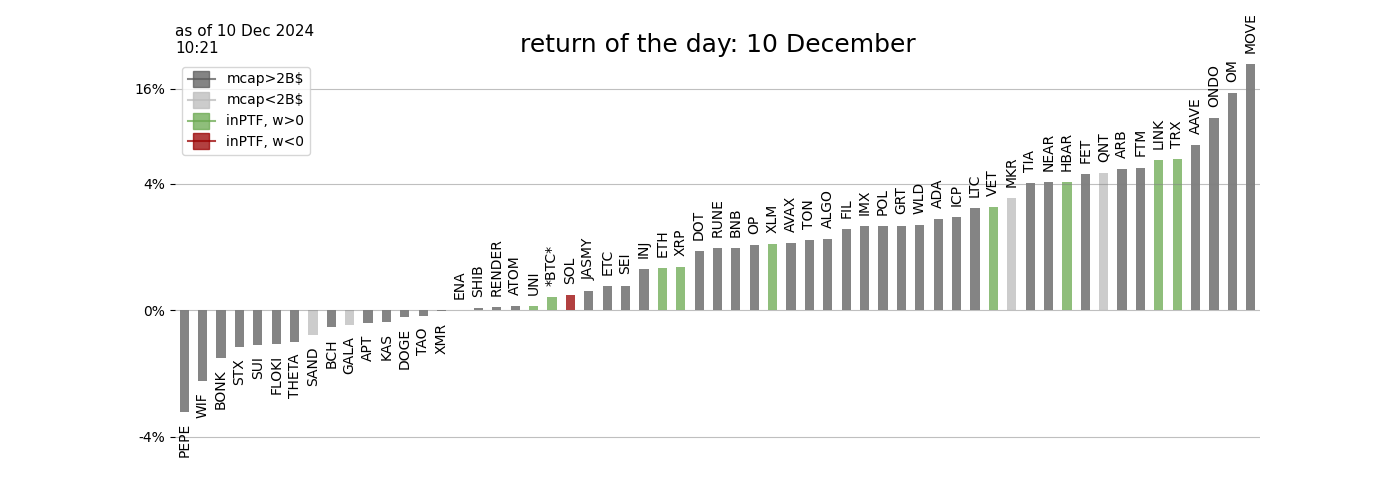 as of 10 Dec 2024
10:21
return of the day: 10 December
mcap>2B$
mcap<2B$
inPTF, w>0
inPTF, w<0
16%
4%
0%
-4%
PEPE
WIF
BONK
STX
SUI
FLOKI
THETA
SAND
BCH
GALA
APT
KAS
DOGE
TAO
XMR
ENA
SHIB
RENDER
ATOM
UNI
*BTC*
SOL
JASMY
ETC
SEI
INJ
ETH
XRP
DOT
RUNE
BNB
OP
XLM
AVAX
TON
ALGO
FIL
IMX
POL
GRT
WLD
ADA
ICP
LTC
VET
MKR
TIA
NEAR
HBAR
FET
QNT
ARB
FTM
LINK
TRX
AAVE
ONDO
OM
MOVE